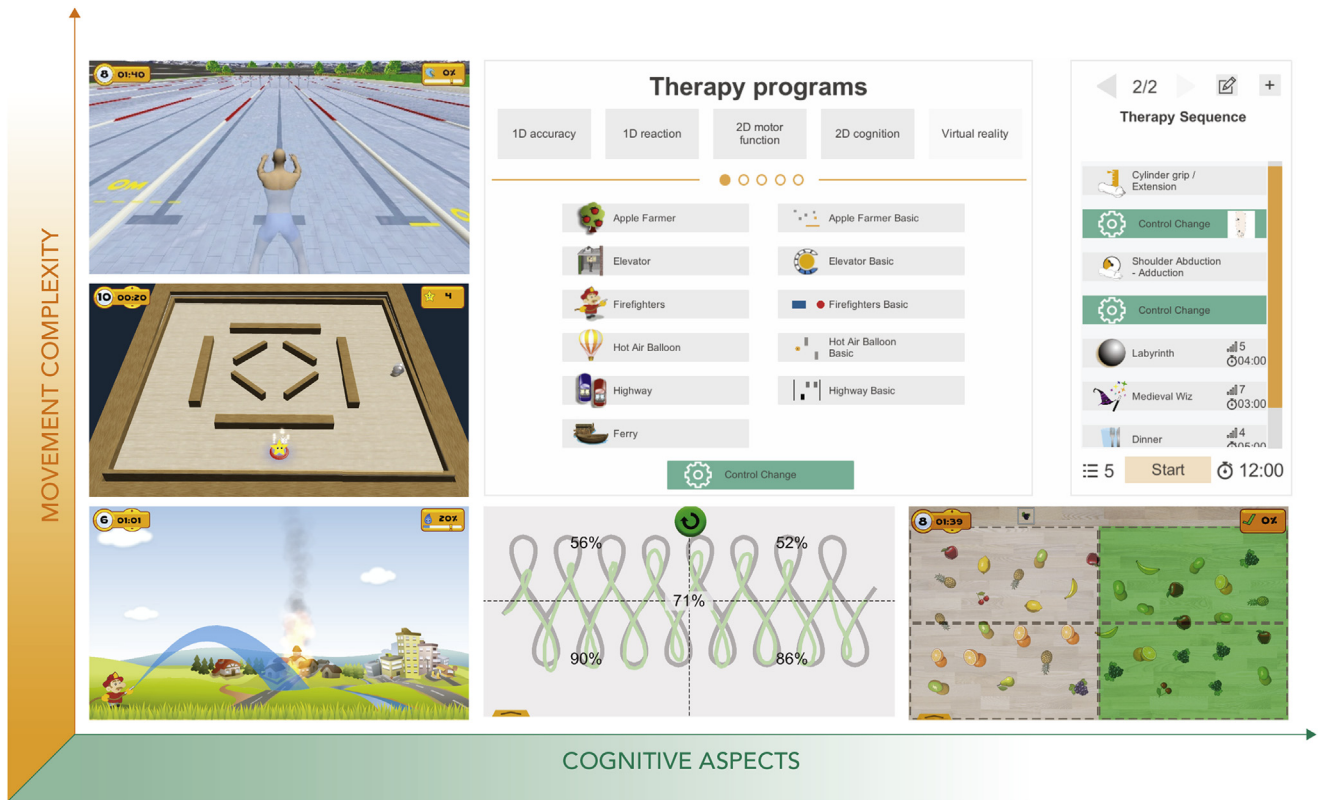 MOVEMENT COMPLEXITY
8 01:40
0%
0M
10 00:20
4
6 01:01
20%
Therapy programs
1D accuracy
1D reaction
2D motor
function
2D cognition
Virtual reality
Apple Farmer
Apple Farmer Basic
Elevator
Elevator Basic
Firefighters
Firefighters Basic
Hot Air Balloon
Hot Air Balloon
Basic
Highway
Highway Basic
Ferry
Control Change
2/2
+
Therapy Sequence
Cylinder grip /
Extension
Control Change
Shoulder Abduction
- Adduction
Control Change
Labyrinth
5
04:00
Medieval Wiz
7
03:00
Dinner
4
05:00
5
Start
12:00
56%
52%
71%
90%
86%
8 01:39
0%
COGNITIVE ASPECTS